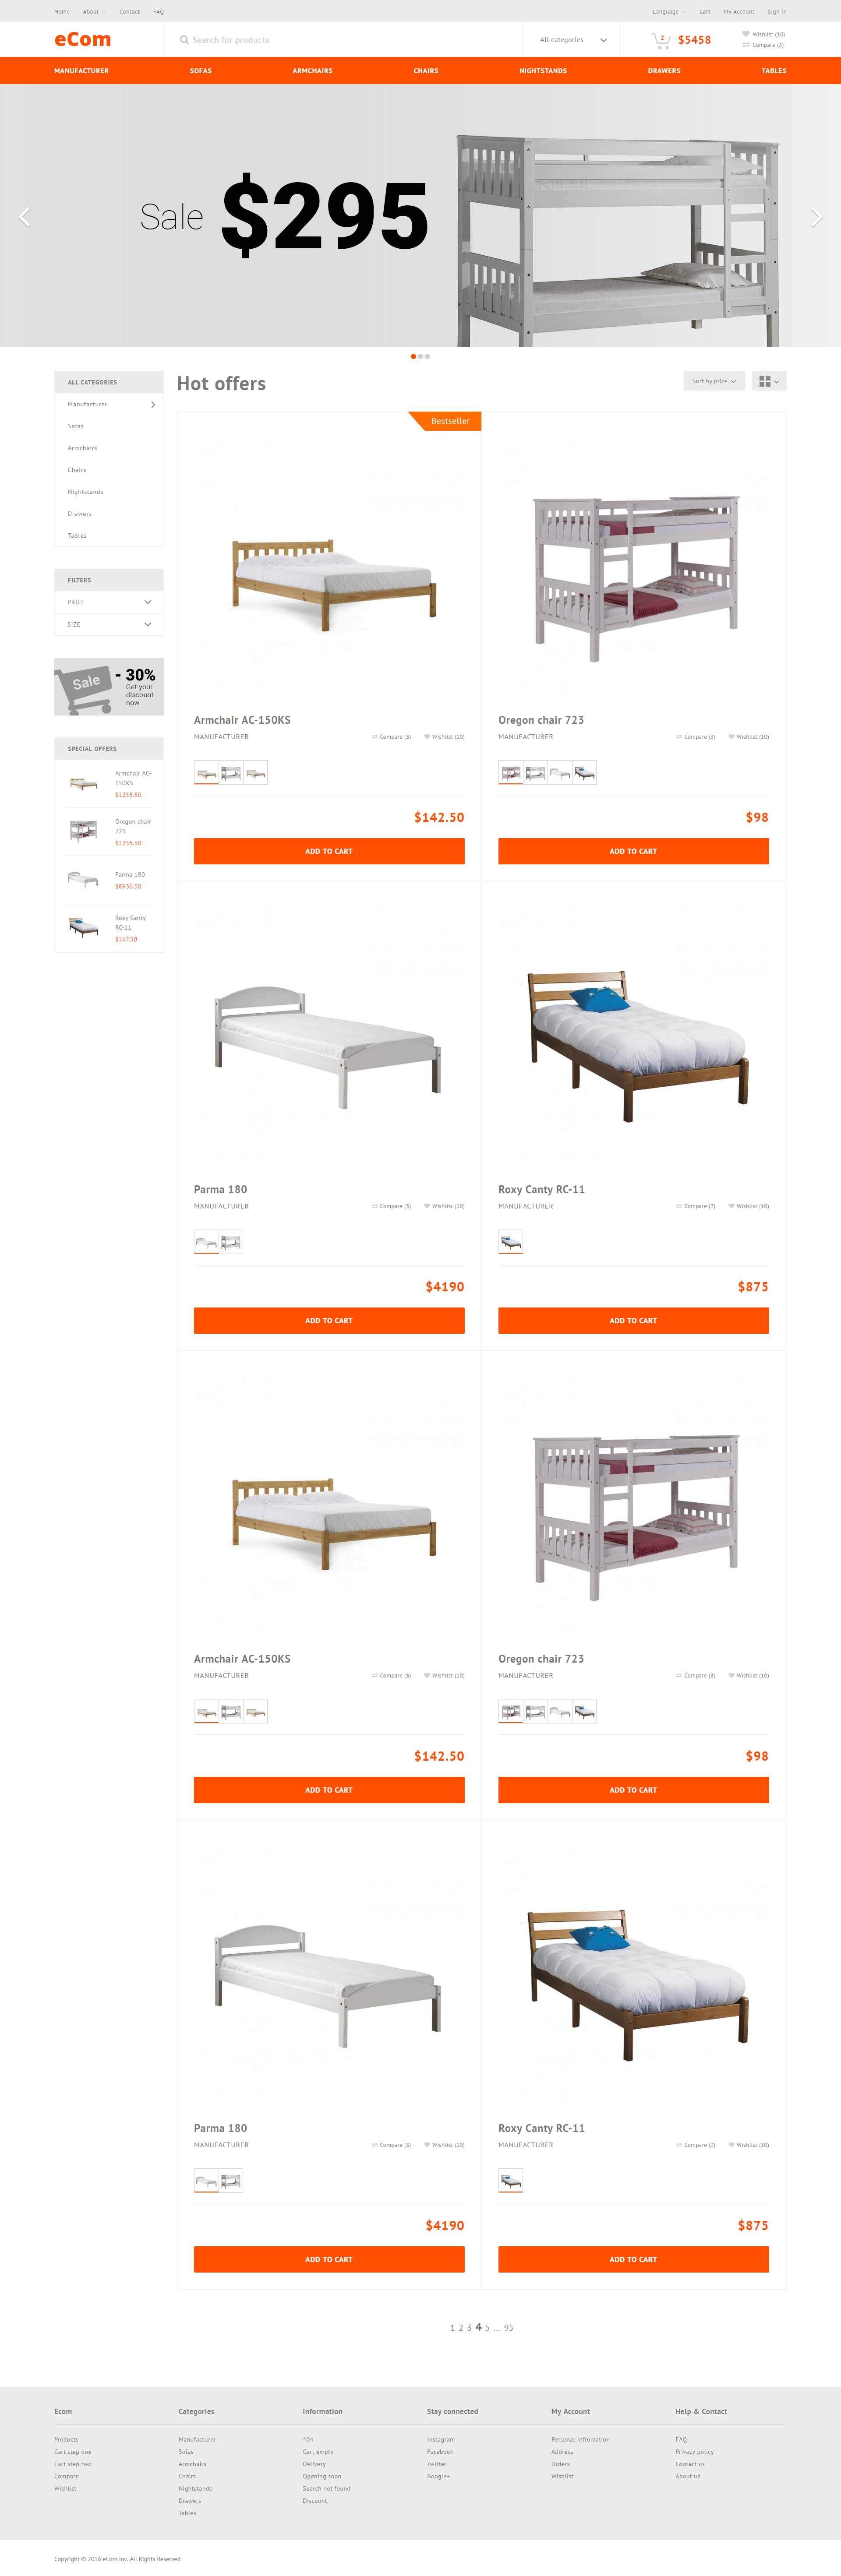 Home About Contact FAQ Language Cart My Account Sign in
eCom Search for products All categories 2 $5458 Wishlist (10)
Compare (3)
MANUFACTURER SOFAS ARMCHAIRS CHAIRS NIGHTSTANDS DRAWERS TABLES
Sale $295
ALL CATEGORIES
Manufacturer
Sofas
Armchairs
Chairs
Nightstands
Drawers
Tables
FILTERS
PRICE
SIZE
Sale - 30%
Get your
discount
now
SPECIAL OFFERS
Armchair AC-
150KS
$1255.50
Oregon chair
723
$1255.50
Parma 180
$8936.50
Roxy Canty
RC-11
$167.50
Hot offers Sort by price
Bestseller
Armchair AC-150KS
MANUFACTURER Compare (3) Wishlist (10)
$142.50
ADD TO CART
Oregon chair 723
MANUFACTURER Compare (3) Wishlist (10)
$98
ADD TO CART
Parma 180
MANUFACTURER Compare (3) Wishlist (10)
$4190
ADD TO CART
Roxy Canty RC-11
MANUFACTURER Compare (3) Wishlist (10)
$875
ADD TO CART
Armchair AC-150KS
MANUFACTURER Compare (3) Wishlist (10)
$142.50
ADD TO CART
Oregon chair 723
MANUFACTURER Compare (3) Wishlist (10)
$98
ADD TO CART
Parma 180
MANUFACTURER Compare (3) Wishlist (10)
$4190
ADD TO CART
Roxy Canty RC-11
MANUFACTURER Compare (3) Wishlist (10)
$875
ADD TO CART
1 2 3 4 5 ... 95
Ecom
Products
Cart step one
Cart step two
Compare
Wishlist
Categories
Manufacturer
Sofas
Armchairs
Chairs
Nightstands
Drawers
Tables
Information
404
Cart empty
Delivery
Opening soon
Search not found
Discount
Stay connected
Instagram
Facebook
Twitter
Google+
My Account
Personal Infromation
Address
Orders
Wishlist
Help & Contact
FAQ
Privacy policy
Contact us
About us
Copyright © 2016 eCom Inc. All Rights Reserved